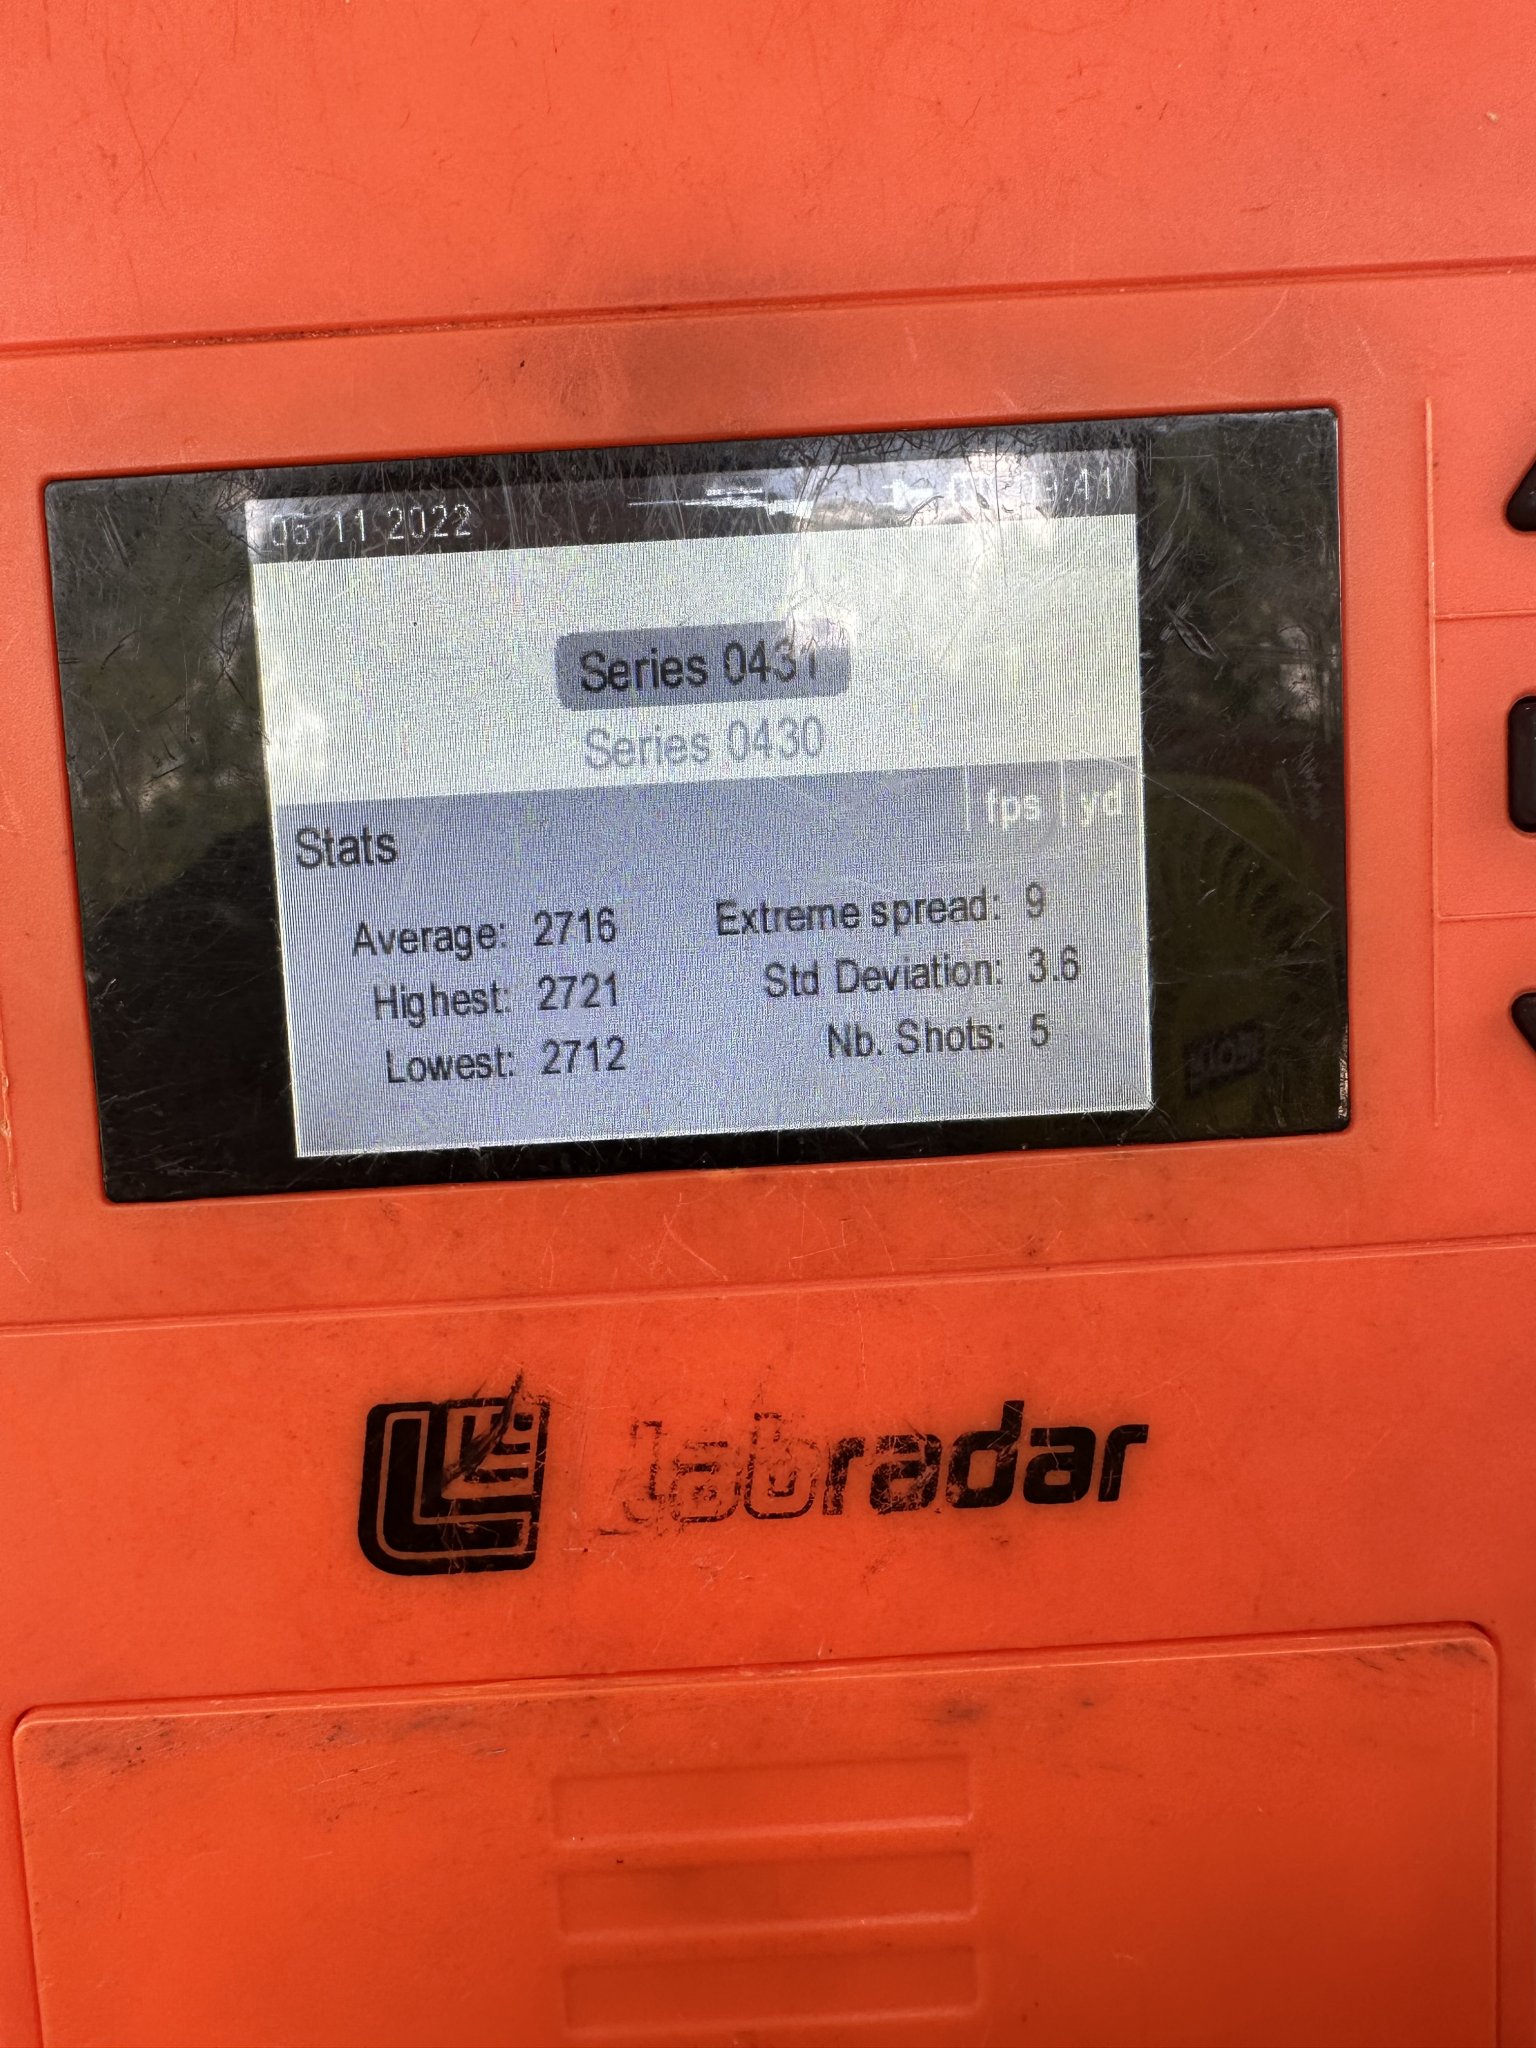 11 2022
:41
Series 0431
Series 0430
Stats
fps yd
Average: 2716
Extreme spread: 9
Highest: 2721
Std Deviation: 3.6
Lowest: 2712
Nb. Shots: 5
Labradar